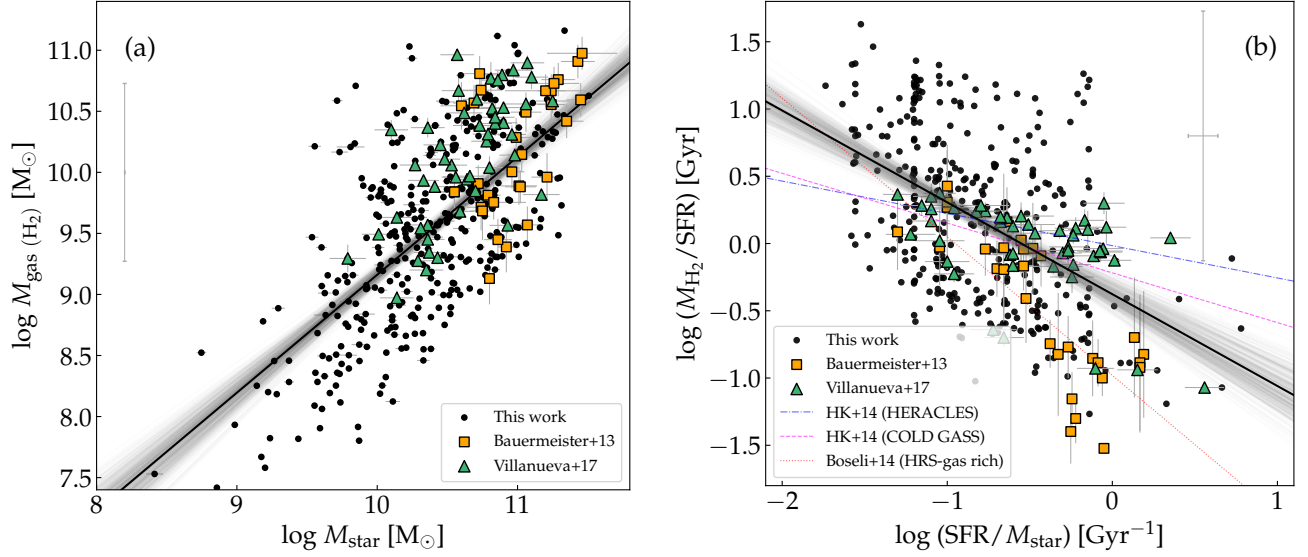 (a)
11.0
10.5
10.0
9.5
9.0
8.5
8.0
7.5
log M_gas (H₂) [M⊙]
This work
Bauermeister+13
Villanueva+17
8 9 10 11
log M_star [M⊙]
(b)
1.5
1.0
0.5
0.0
−0.5
−1.0
−1.5
log (M_H₂/SFR) [Gyr]
This work
Bauermeister+13
Villanueva+17
HK+14 (HERACLES)
HK+14 (COLD GASS)
Boseli+14 (HRS-gas rich)
−2 −1 0 1
log (SFR/M_star) [Gyr⁻¹]